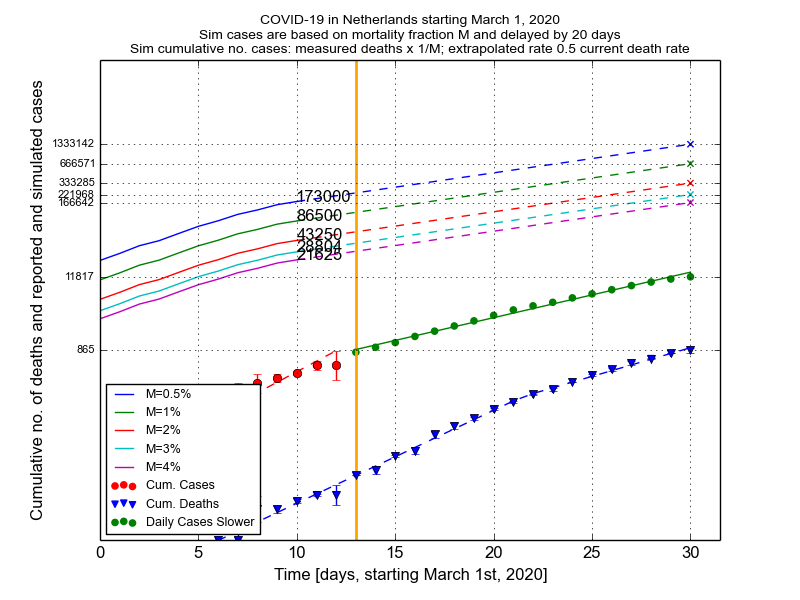 COVID-19 in Netherlands starting March 1, 2020
Sim cases are based on mortality fraction M and delayed by 20 days
Sim cumulative no. cases: measured deaths x 1/M; extrapolated rate 0.5 current death rate
Cumulative no. of deaths and reported and simulated cases
1333142
666571
333285
221968
166642
11817
865
173000
86500
43250
28804
21625
M=0.5%
M=1%
M=2%
M=3%
M=4%
Cum. Cases
Cum. Deaths
Daily Cases Slower
0 5 10 15 20 25 30
Time [days, starting March 1st, 2020]